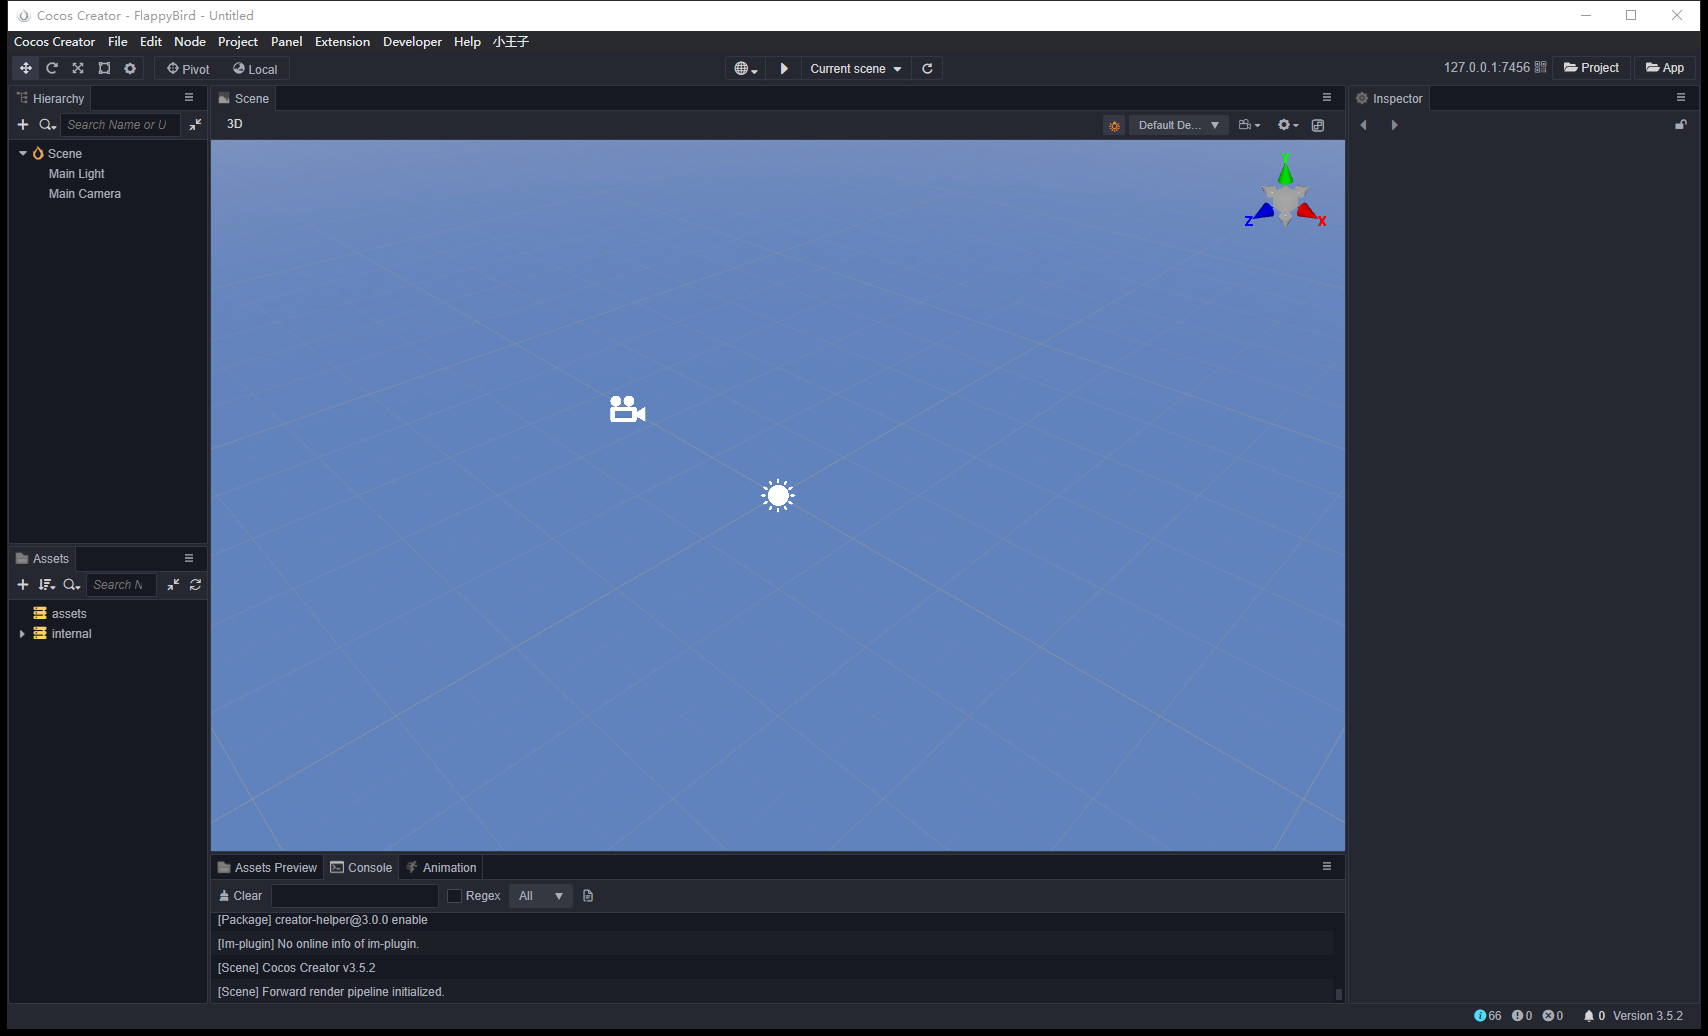 Cocos Creator - FlappyBird - Untitled
Cocos Creator File Edit Node Project Panel Extension Developer Help 小王子
Pivot Local Current scene 127.0.0.1:7456 Project App
Hierarchy
Search Name or U
Scene
Main Light
Main Camera
Assets
Search N
assets
internal
Scene
3D Default De...
Y
Z X
Inspector
Assets Preview Console Animation
Clear Regex All
[Package] creator-helper@3.0.0 enable
[Im-plugin] No online info of im-plugin.
[Scene] Cocos Creator v3.5.2
[Scene] Forward render pipeline initialized.
66 0 0 0 Version 3.5.2